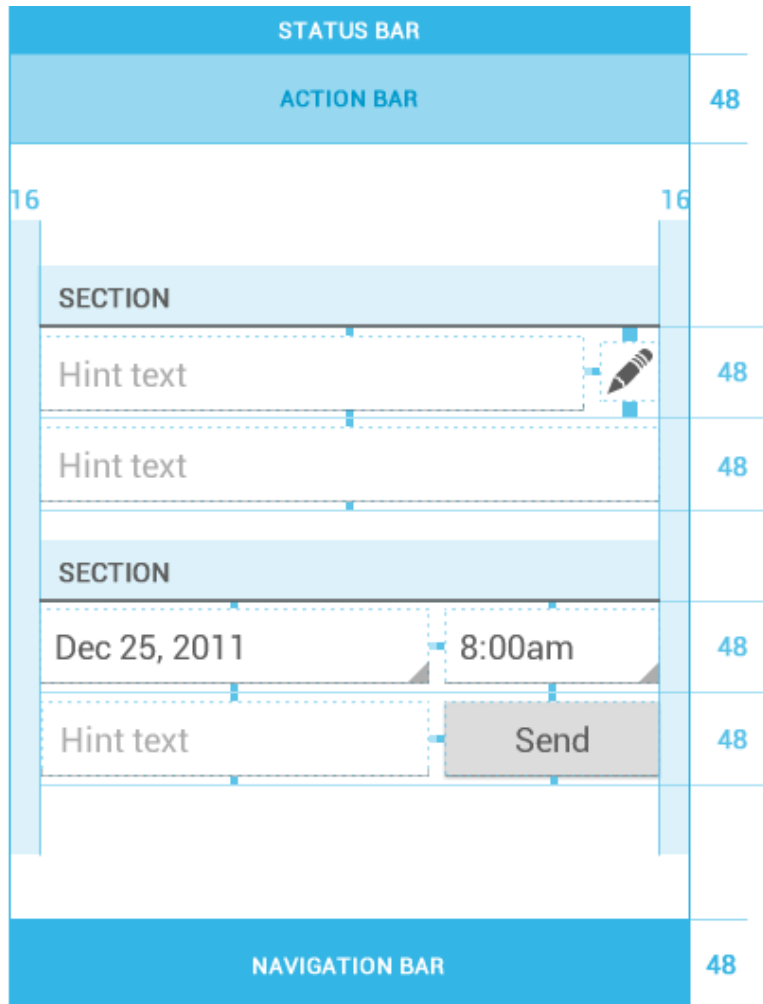 STATUS BAR
ACTION BAR 48
16 16
SECTION
Hint text 48
Hint text 48
SECTION
Dec 25, 2011 8:00am 48
Hint text Send 48
NAVIGATION BAR 48